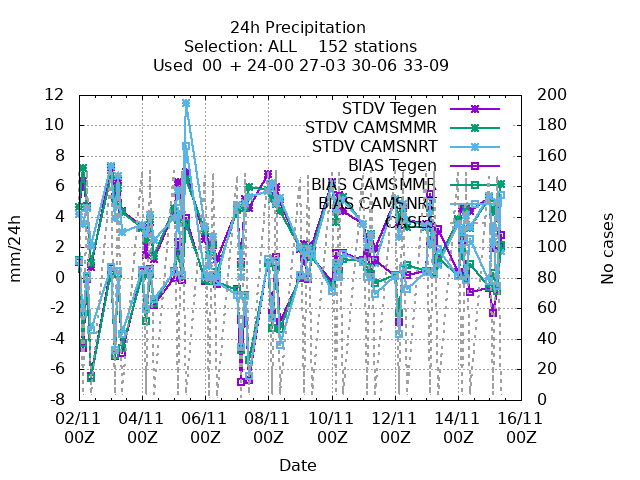 24h Precipitation
Selection: ALL 152 stations
Used 00 + 24-00 27-03 30-06 33-09
12
10
8
6
4
2
0
-2
-4
-6
-8
200
180
160
140
120
100
80
60
40
20
0
STDV Tegen
STDV CAMSMMR
STDV CAMSNRT
BIAS Tegen
BIAS CAMSMMR
BIAS CAMSNRT
CASES
mm/24h
No cases
02/11 04/11 06/11 08/11 10/11 12/11 14/11 16/11
00Z 00Z 00Z 00Z 00Z 00Z 00Z 00Z
Date